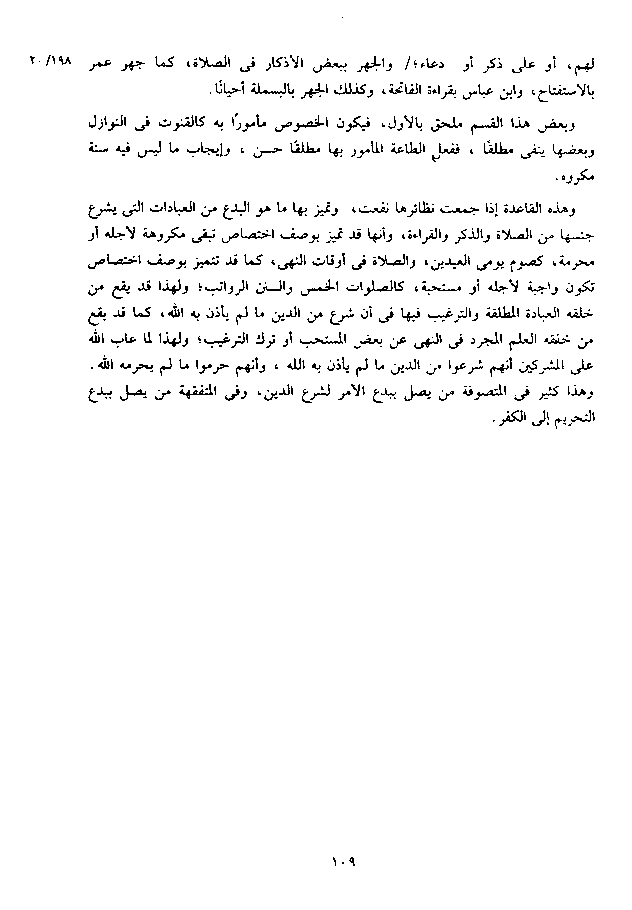 لهم، أو على ذكر أو دعاء؛/ والجهر ببعض الأذكار فى الصلاة، كما جهر عمر ٢٠/١٩٨
بالاستفتاح، وابن عباس بقراءة الفاتحة، وكذلك الجهر بالبسملة أحيانًا.
وبعض هذا القسم ملحق بالأول، فيكون الخصوص مأمورًا به كالقنوت فى النوازل
وبعضها ينفى مطلقًا ، ففعل الطاعة المأمور بها مطلقًا حسن ، وإيجاب ما ليس فيه سنة
مكروه.
وهذه القاعدة إذا جمعت نظائرها نفعت، وتميز بها ما هو البدع من العبادات التى يشرع
جنسها من الصلاة والذكر والقراءة، وأنها قد تميز بوصف اختصاص تبقى مكروهة لأجله أو
محرمة، كصوم يومى العيدين، والصلاة فى أوقات النهى، كما قد تتميز بوصف اختصاص
تكون واجبة لأجله أو مستحبة، كالصلوات الخمس والسنن الرواتب؛ ولهذا قد يقع من
خلقه العبادة المطلقة والترغيب فيها فى أن شرع من الدين ما لم يأذن به الله، كما قد يقع
من خلقه العلم المجرد فى النهى عن بعض المستحب أو ترك الترغيب؛ ولهذا لما عاب الله
على المشركين أنهم شرعوا من الدين ما لم يأذن به الله ، وأنهم حرموا ما لم يحرمه الله.
وهذا كثير فى المتصوفة من يصل ببدع الأمر لشرع الدين، وفى المتفقهة من يصل ببدع
التحريم إلى الكفر.
١٠٩